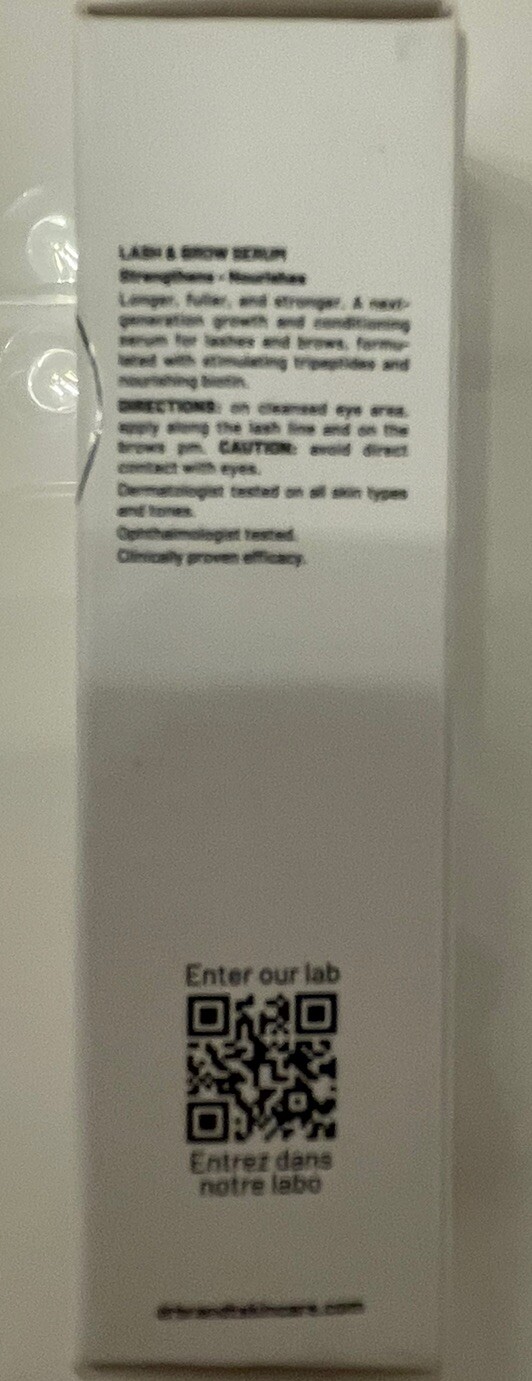 LASH & BROW SERUM
Strengthens - Nourishes
Longer, fuller, and stronger. A next-
generation growth and conditioning
serum for lashes and brows, formu-
lated with stimulating tripeptides and
nourishing biotin.
DIRECTIONS: on cleansed eye area,
apply along the lash line and on the
brows pm. CAUTION: avoid direct
contact with eyes.
Dermatologist tested on all skin types
and tones.
Ophthalmologist tested.
Clinically proven efficacy.
Enter our lab
Entrez dans
notre labo
drbrandtskincare.com